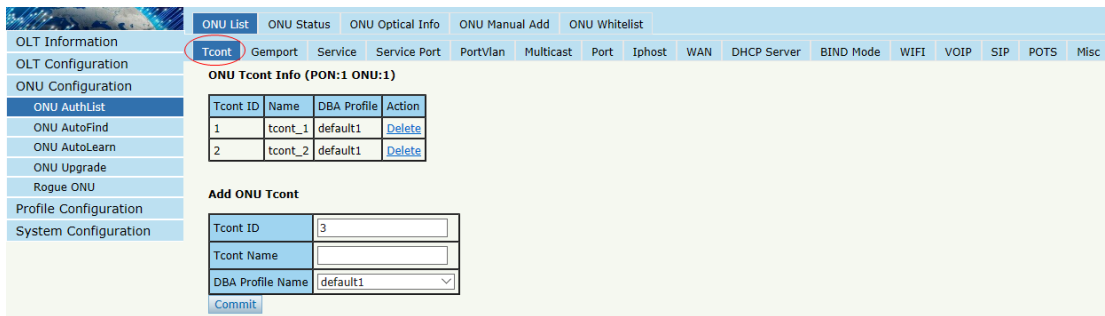 ONU List ONU Status ONU Optical Info ONU Manual Add ONU Whitelist
Tcont Gemport Service Service Port PortVlan Multicast Port Iphost WAN DHCP Server BIND Mode WIFI VOIP SIP POTS Misc
OLT Information
OLT Configuration
ONU Configuration
ONU AuthList
ONU AutoFind
ONU AutoLearn
ONU Upgrade
Rogue ONU
Profile Configuration
System Configuration
ONU Tcont Info (PON:1 ONU:1)
Tcont ID Name DBA Profile Action
1 tcont_1 default1 Delete
2 tcont_2 default1 Delete
Add ONU Tcont
Tcont ID 3
Tcont Name
DBA Profile Name default1
Commit